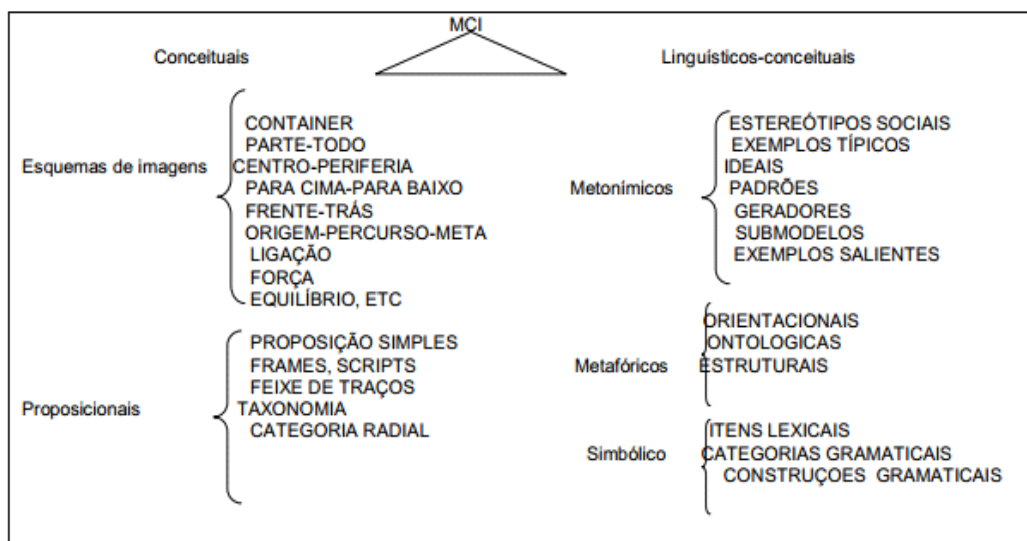 MCI
Conceituais
Esquemas de imagens
CONTAINER
PARTE-TODO
CENTRO-PERIFERIA
PARA CIMA-PARA BAIXO
FRENTE-TRÁS
ORIGEM-PERCURSO-META
LIGAÇÃO
FORÇA
EQUILÍBRIO, ETC
Proposicionais
PROPOSIÇÃO SIMPLES
FRAMES, SCRIPTS
FEIXE DE TRAÇOS
TAXONOMIA
CATEGORIA RADIAL
Linguisticos-conceituais
Metonímicos
ESTEREÓTIPOS SOCIAIS
EXEMPLOS TÍPICOS
IDEAIS
PADRÕES
GERADORES
SUBMODELOS
EXEMPLOS SALIENTES
Metafóricos
ORIENTACIONAIS
ONTOLOGICAS
ESTRUTURAIS
Simbólico
ITENS LEXICAIS
CATEGORIAS GRAMATICAIS
CONSTRUÇOES GRAMATICAIS